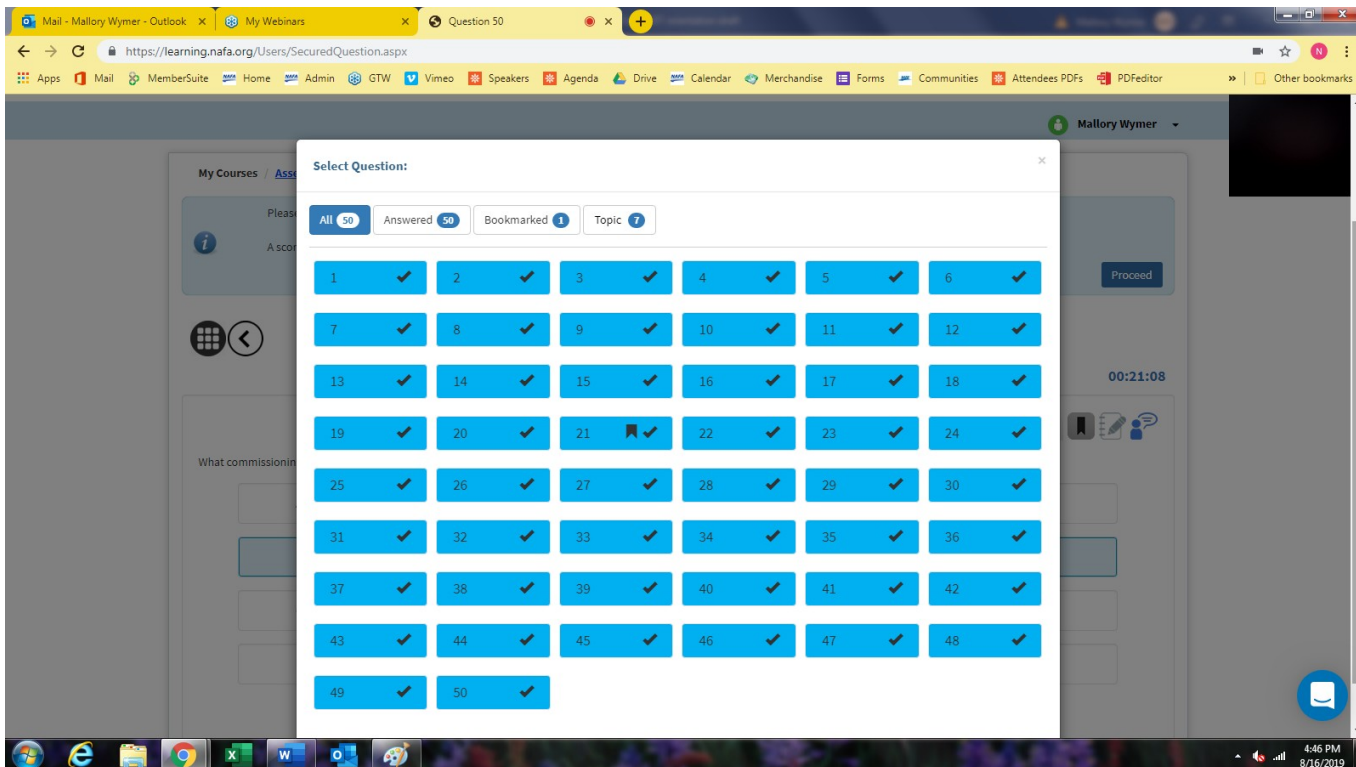 Mail - Mallory Wymer - Outlook
My Webinars
Question 50
https://learning.nafa.org/Users/SecuredQuestion.aspx
N
Apps Mail MemberSuite Home Admin GTW Vimeo Speakers Agenda Drive Calendar Merchandise Forms Communities Attendees PDFs PDFeditor » Other bookmarks
Mallory Wymer
My Courses / Asse
Select Question:
×
Pleas
All 50 Answered 50 Bookmarked 1 Topic 7
A scor
1 2 3 4 5 6
Proceed
7 8 9 10 11 12
13 14 15 16 17 18
00:21:08
19 20 21 22 23 24
What commissionin
25 26 27 28 29 30
31 32 33 34 35 36
37 38 39 40 41 42
43 44 45 46 47 48
49 50
4:46 PM
8/16/2019